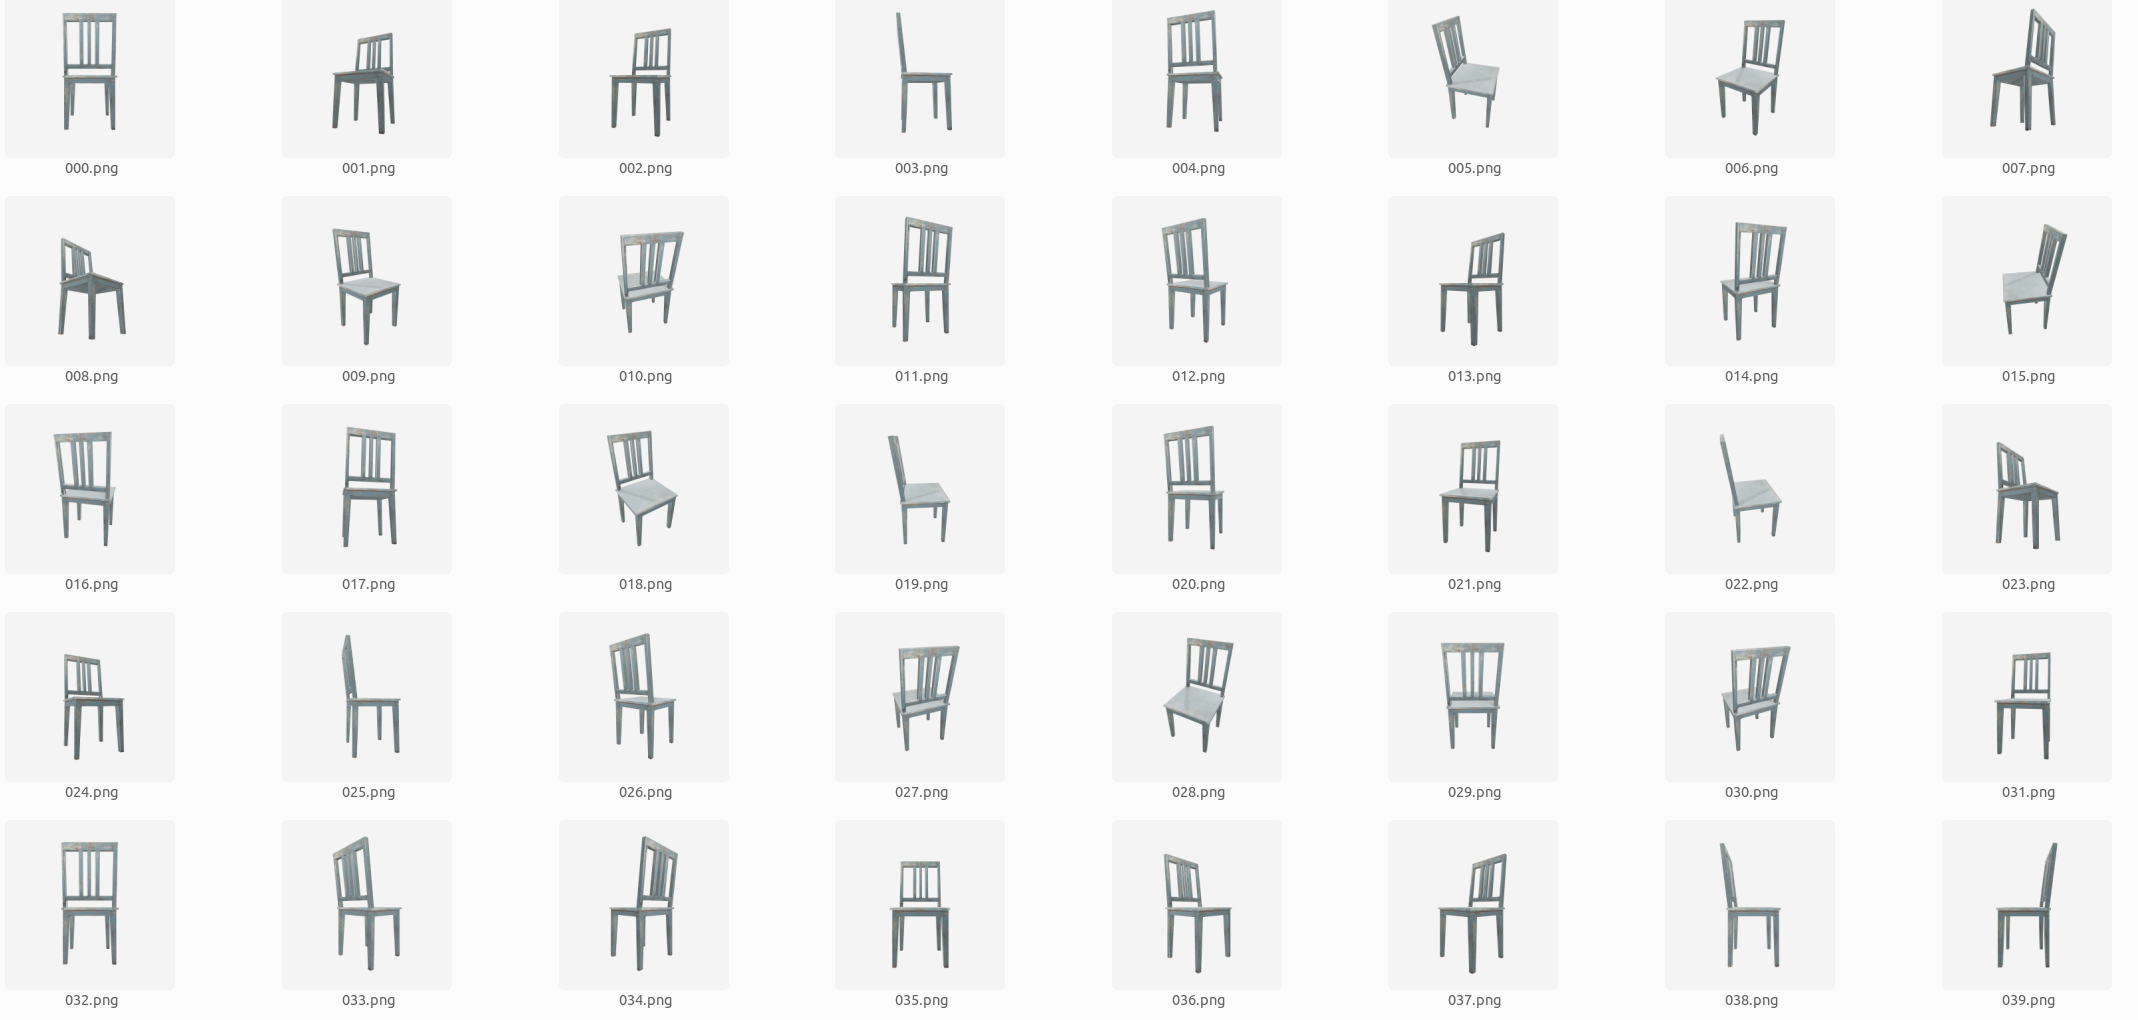 000.png 001.png 002.png 003.png 004.png 005.png 006.png 007.png
008.png 009.png 010.png 011.png 012.png 013.png 014.png 015.png
016.png 017.png 018.png 019.png 020.png 021.png 022.png 023.png
024.png 025.png 026.png 027.png 028.png 029.png 030.png 031.png
032.png 033.png 034.png 035.png 036.png 037.png 038.png 039.png